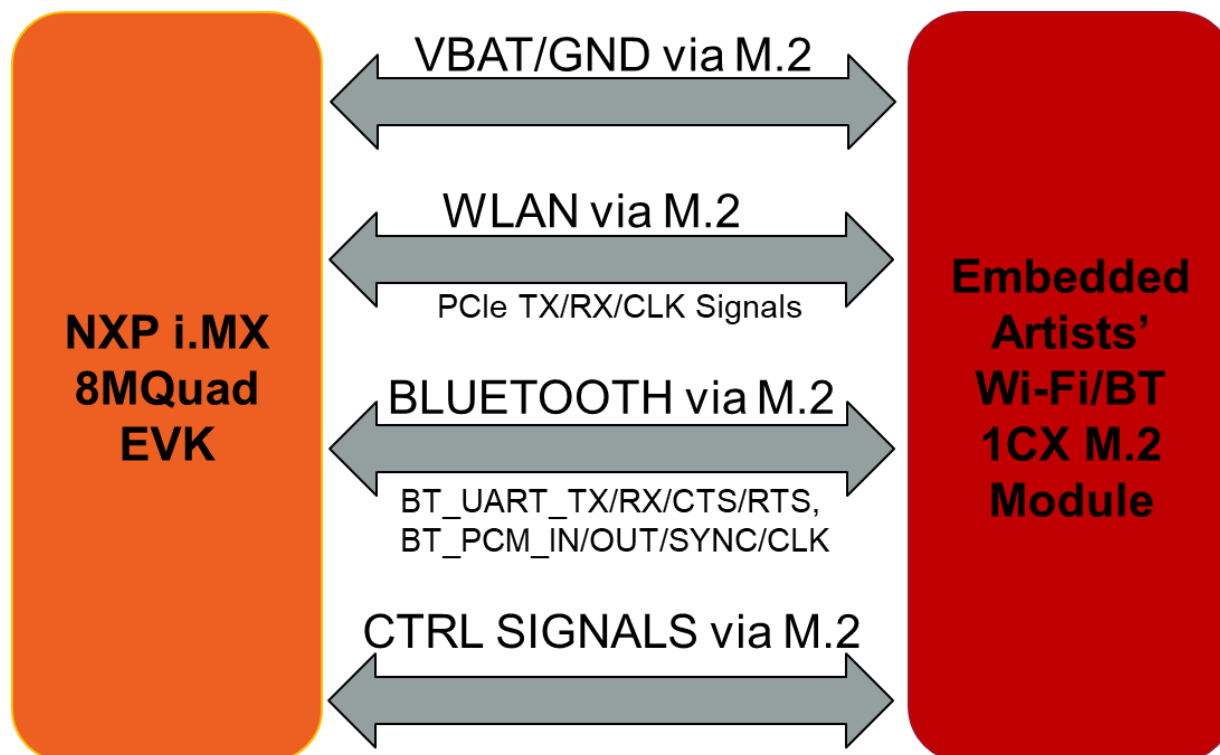 VBAT/GND via M.2
WLAN via M.2
PCIe TX/RX/CLK Signals
NXP i.MX
8MQuad
EVK
Embedded
Artists’
Wi-Fi/BT
1CX M.2
Module
BLUETOOTH via M.2
BT_UART_TX/RX/CTS/RTS,
BT_PCM_IN/OUT/SYNC/CLK
CTRL SIGNALS via M.2